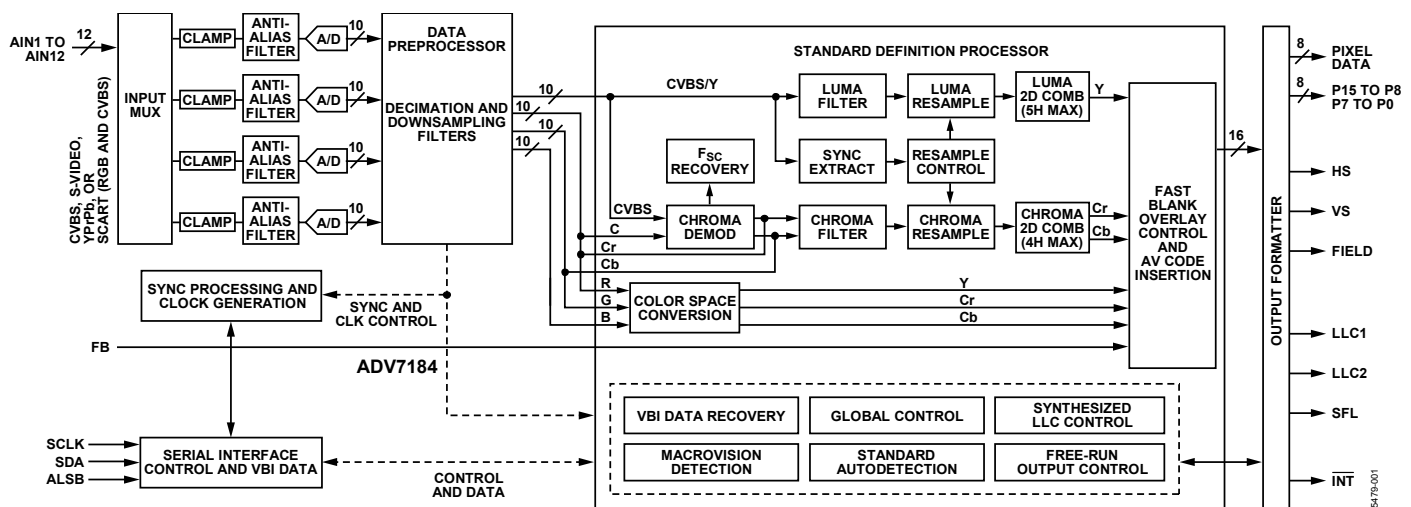 AIN1 TO
AIN12
12
CVBS, S-VIDEO,
YPrPb, OR
SCART (RGB AND CVBS)
INPUT
MUX
CLAMP
ANTI-
ALIAS
FILTER
A/D
10
CLAMP
ANTI-
ALIAS
FILTER
A/D
10
CLAMP
ANTI-
ALIAS
FILTER
A/D
10
CLAMP
ANTI-
ALIAS
FILTER
A/D
10
DATA
PREPROCESSOR
DECIMATION AND
DOWNSAMPLING
FILTERS
10
10
10
10
STANDARD DEFINITION PROCESSOR
CVBS/Y
LUMA
FILTER
LUMA
RESAMPLE
LUMA
2D COMB
(5H MAX)
Y
FSC
RECOVERY
SYNC
EXTRACT
RESAMPLE
CONTROL
CVBS
C
Cr
Cb
CHROMA
DEMOD
CHROMA
FILTER
CHROMA
RESAMPLE
CHROMA
2D COMB
(4H MAX)
Cr
Cb
R
G
B
COLOR SPACE
CONVERSION
Y
Cr
Cb
FAST
BLANK
OVERLAY
CONTROL
AND
AV CODE
INSERTION
16
OUTPUT FORMATTER
8
PIXEL
DATA
8
P15 TO P8
P7 TO P0
HS
VS
FIELD
LLC1
LLC2
SFL
INT
SYNC PROCESSING AND
CLOCK GENERATION
SYNC AND
CLK CONTROL
FB
ADV7184
SCLK
SDA
ALSB
SERIAL INTERFACE
CONTROL AND VBI DATA
CONTROL
AND DATA
VBI DATA RECOVERY
GLOBAL CONTROL
SYNTHESIZED
LLC CONTROL
MACROVISION
DETECTION
STANDARD
AUTODETECTION
FREE-RUN
OUTPUT CONTROL
5479-001